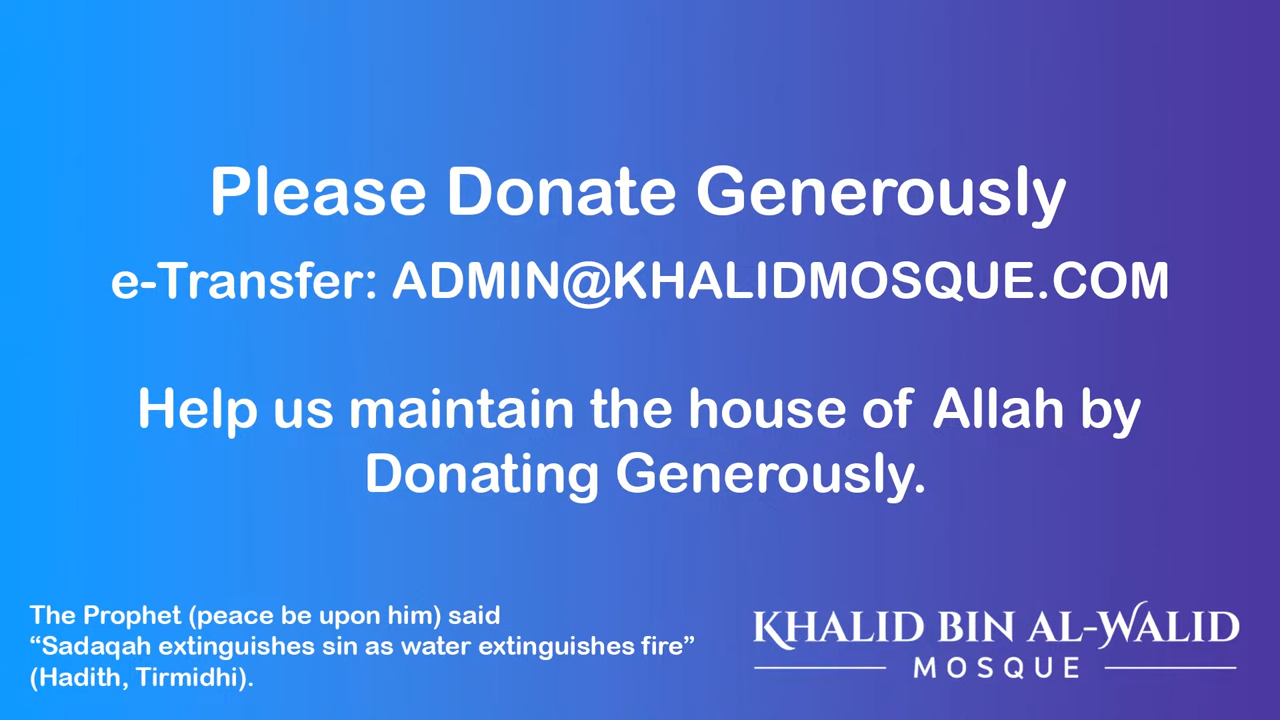 Please Donate Generously
e-Transfer: ADMIN@KHALIDMOSQUE.COM
Help us maintain the house of Allah by
Donating Generously.
The Prophet (peace be upon him) said
“Sadaqah extinguishes sin as water extinguishes fire”
(Hadith, Tirmidhi).
KHALID BIN AL-WALID
MOSQUE